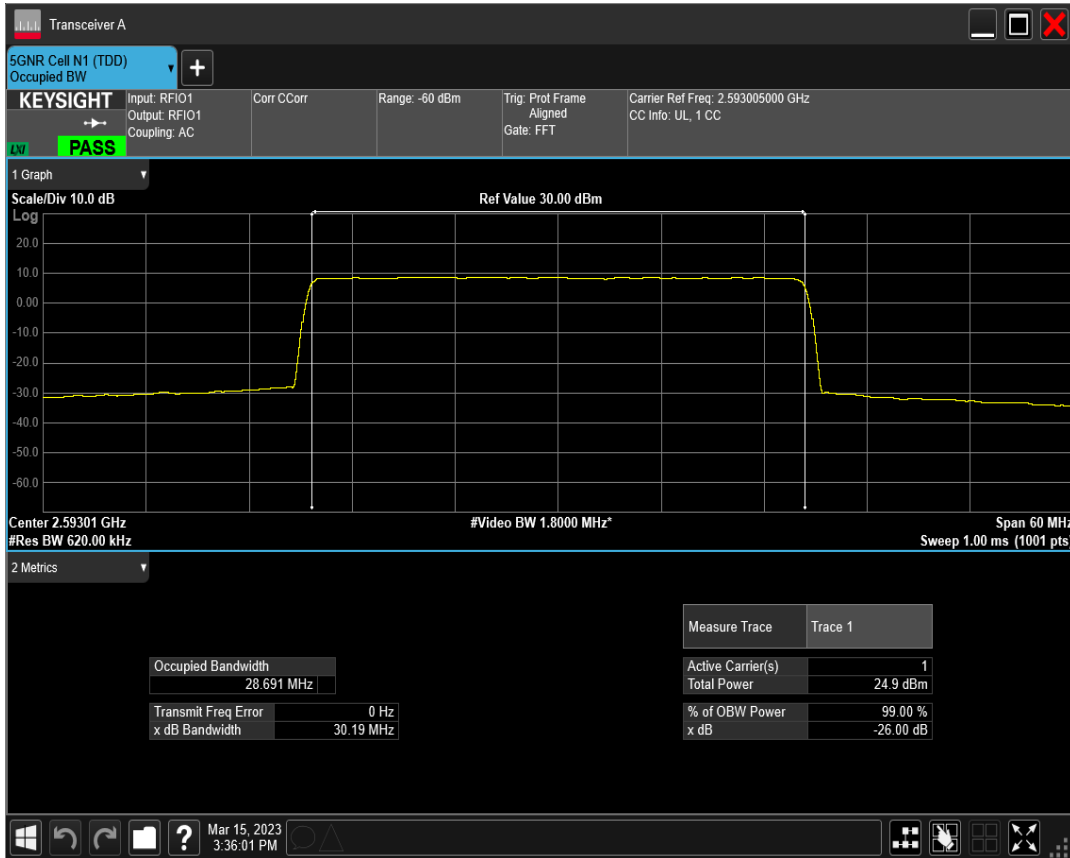 Transceiver A
5GNR Cell N1 (TDD)
Occupied BW
+
KEYSIGHT
LXI
PASS
Input: RFIO1
Output: RFIO1
Coupling: AC
Corr CCorr
Range: -60 dBm
Trig: Prot Frame
Aligned
Gate: FFT
Carrier Ref Freq: 2.593005000 GHz
CC Info: UL, 1 CC
1 Graph
Scale/Div 10.0 dB
Ref Value 30.00 dBm
Log
20.0
10.0
0.00
-10.0
-20.0
-30.0
-40.0
-50.0
-60.0
Center 2.59301 GHz
#Video BW 1.8000 MHz*
Span 60 MHz
#Res BW 620.00 kHz
Sweep 1.00 ms (1001 pts)
2 Metrics
Measure Trace Trace 1
Occupied Bandwidth
28.691 MHz
Active Carrier(s) 1
Total Power 24.9 dBm
Transmit Freq Error 0 Hz
x dB Bandwidth 30.19 MHz
% of OBW Power 99.00 %
x dB -26.00 dB
?
Mar 15, 2023
3:36:01 PM